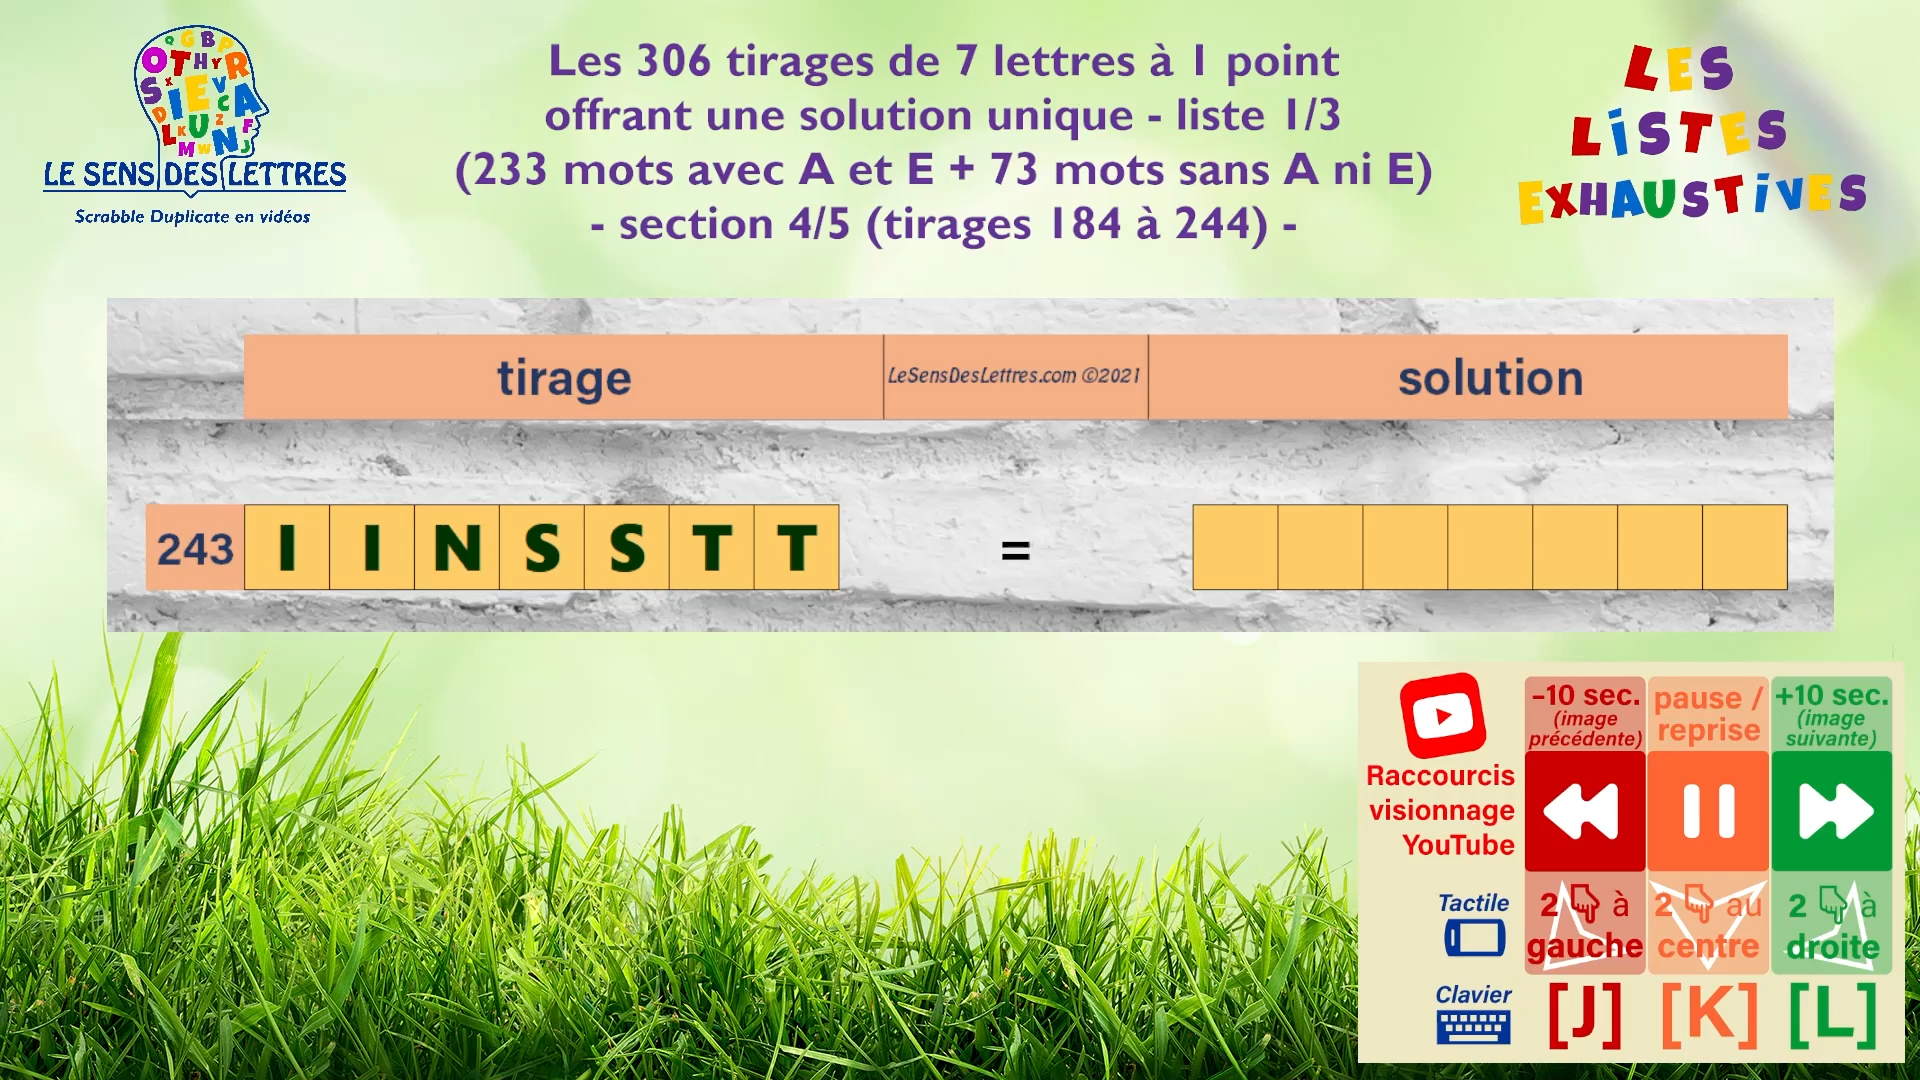 LE SENS DES LETTRES
Scrabble Duplicate en vidéos
Les 306 tirages de 7 lettres à 1 point
offrant une solution unique - liste 1/3
(233 mots avec A et E + 73 mots sans A ni E)
- section 4/5 (tirages 184 à 244) -
LES
LiSTES
EXHAUSTiVES
tirage
LeSensDesLettres.com ©2021
solution
243 I I N S S T T =
Raccourcis
visionnage
YouTube
-10 sec.
(image
précédente)
pause /
reprise
+10 sec.
(image
suivante)
Tactile
2 à
gauche
2 au
centre
2 à
droite
Clavier
[J] [K] [L]